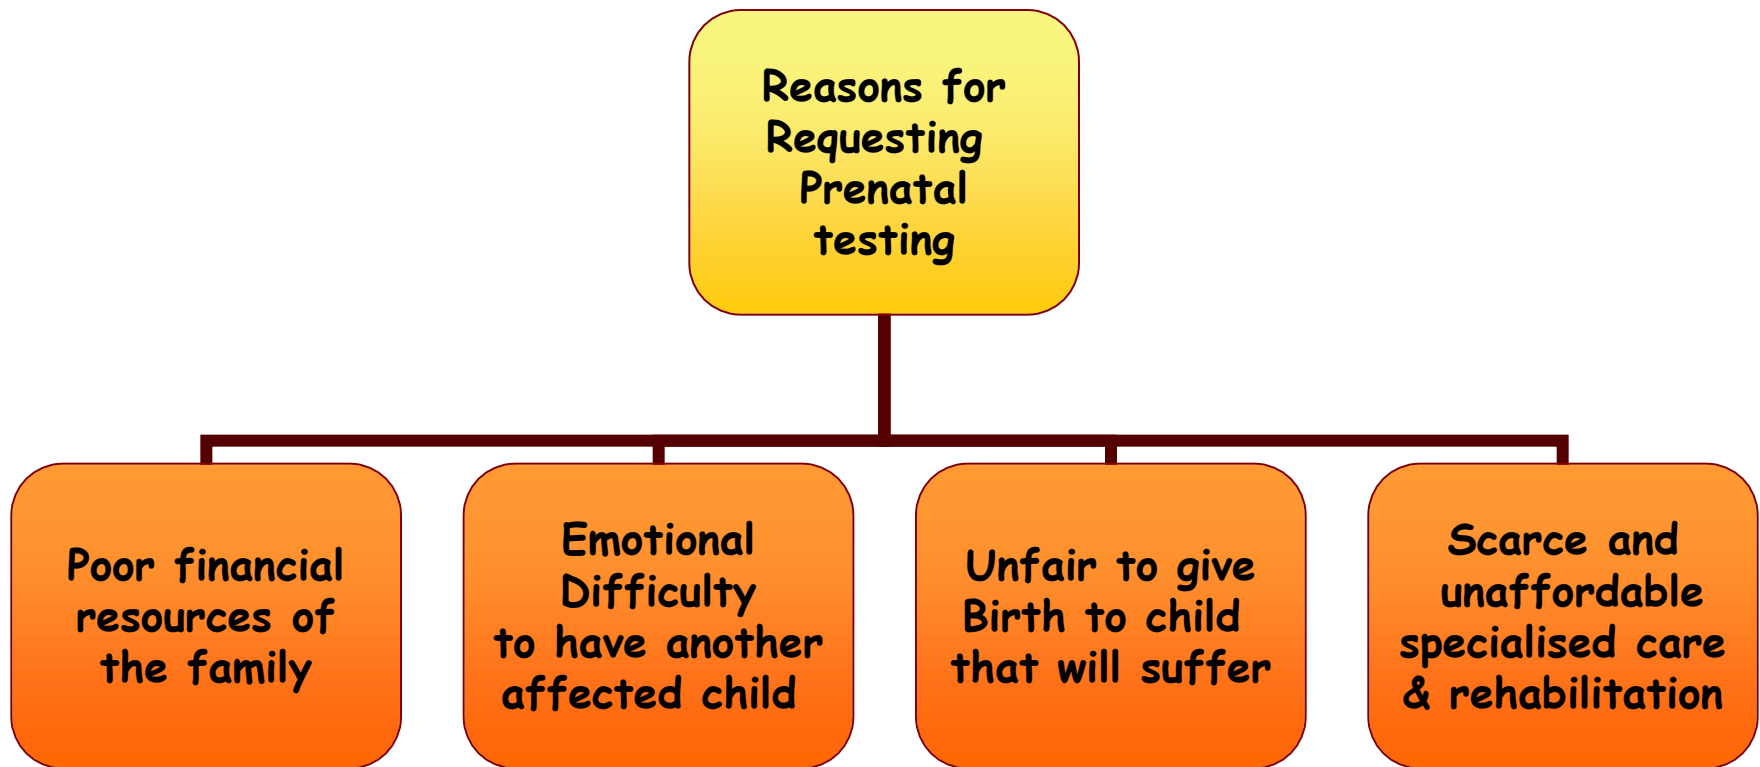 Reasons for
Requesting
Prenatal
testing
Poor financial
resources of
the family
Emotional
Difficulty
to have another
affected child
Unfair to give
Birth to child
that will suffer
Scarce and
unaffordable
specialised care
& rehabilitation